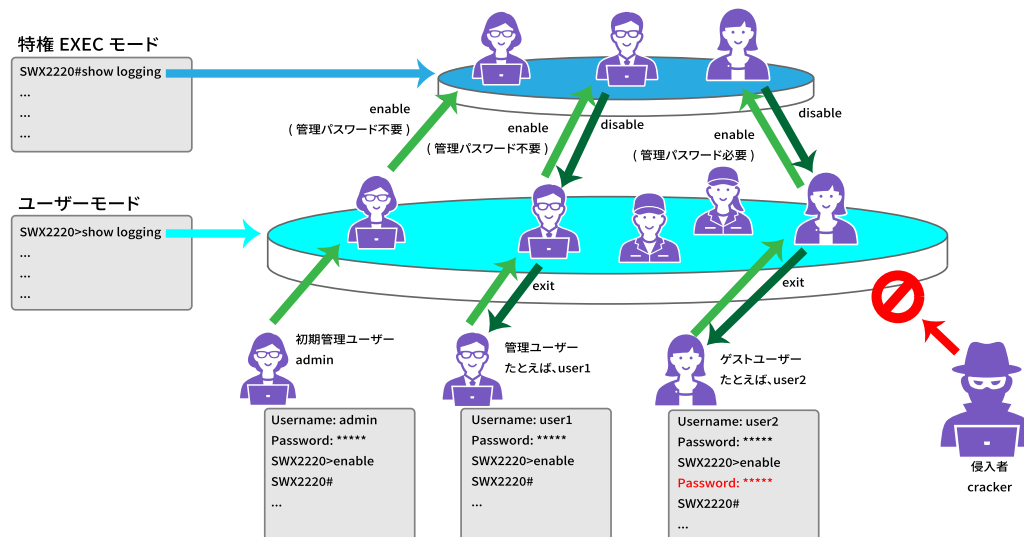 特権 EXEC モード
SWX2220#show logging
...
...
...
enable
( 管理パスワード不要 )
enable
( 管理パスワード不要 )
disable
enable
( 管理パスワード必要 )
disable
ユーザーモード
SWX2220>show logging
...
...
...
exit
exit
初期管理ユーザー
admin
管理ユーザー
たとえば、user1
ゲストユーザー
たとえば、user2
Username: admin
Password: *****
SWX2220>enable
SWX2220#
...
Username: user1
Password: *****
SWX2220>enable
SWX2220#
...
Username: user2
Password: *****
SWX2220>enable
Password: *****
SWX2220#
...
侵入者
cracker